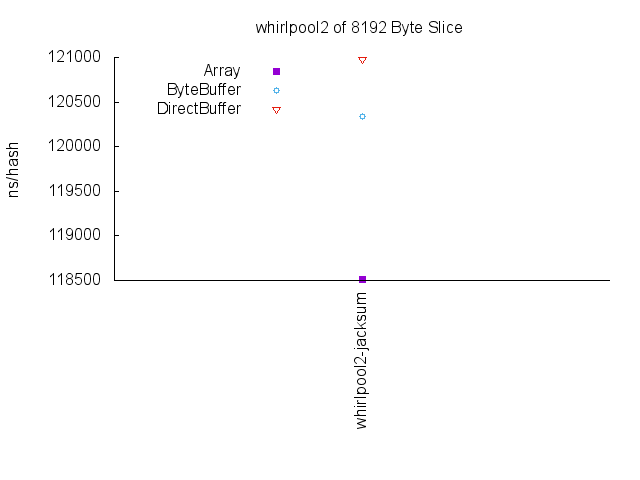 whirlpool2 of 8192 Byte Slice
121000
120500
120000
119500
119000
118500
ns/hash
Array
ByteBuffer
DirectBuffer
whirlpool2-jacksum